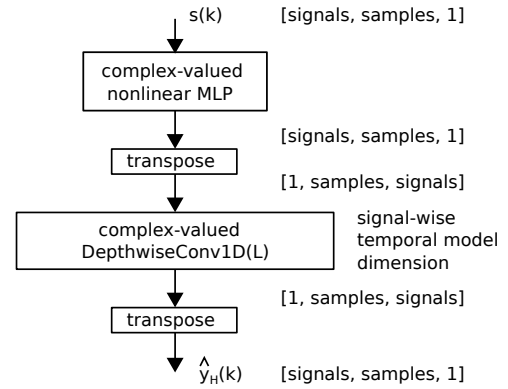 s(k) [signals, samples, 1]
complex-valued
nonlinear MLP
[signals, samples, 1]
transpose
[1, samples, signals]
complex-valued
DepthwiseConv1D(L)
signal-wise
temporal model
dimension
[1, samples, signals]
transpose
ŷ_H(k) [signals, samples, 1]